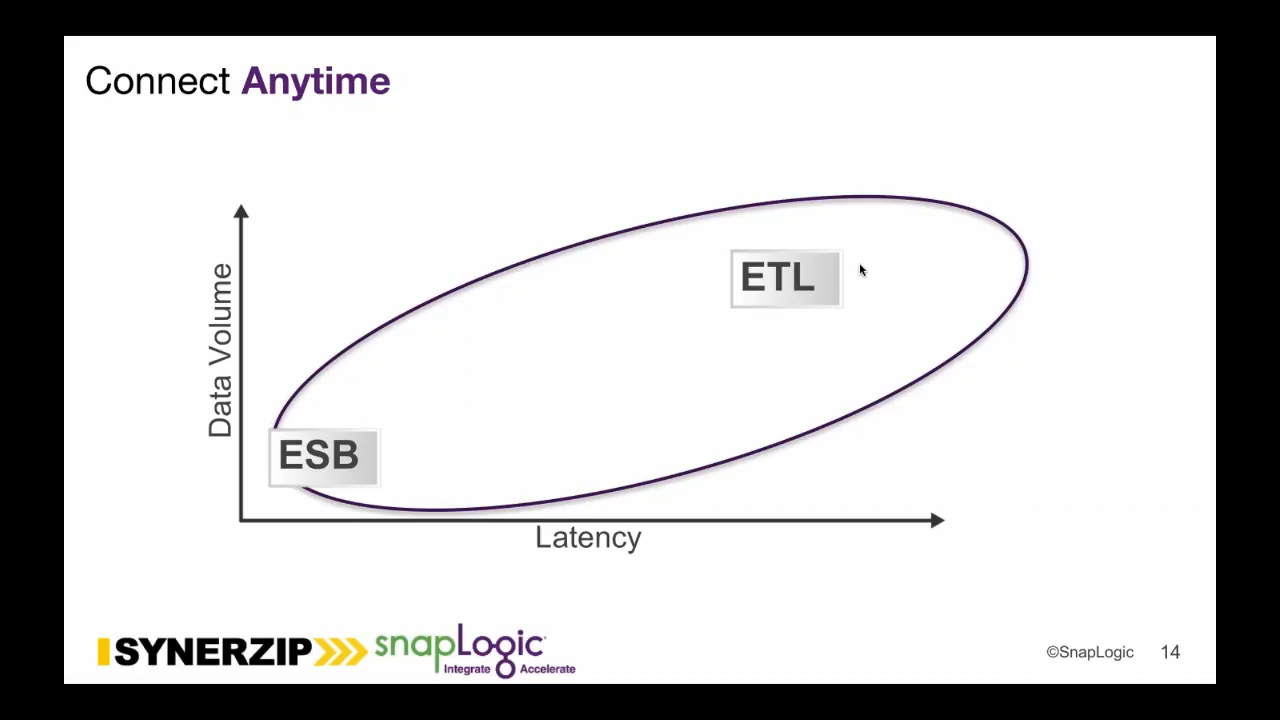 Connect Anytime
Data Volume
ETL
ESB
Latency
SYNERZIP
snapLogic
Integrate Accelerate
©SnapLogic 14